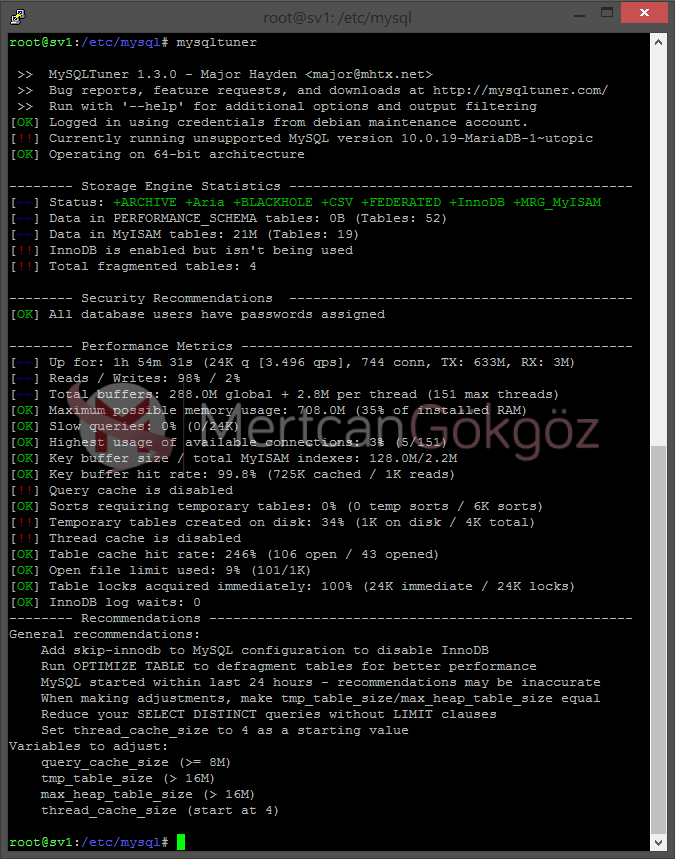 root@sv1: /etc/mysql
root@sv1:/etc/mysql# mysqltuner
>>  MySQLTuner 1.3.0 - Major Hayden <major@mhtx.net>
>>  Bug reports, feature requests, and downloads at http://mysqltuner.com/
>>  Run with '--help' for additional options and output filtering
[OK] Logged in using credentials from debian maintenance account.
[!!] Currently running unsupported MySQL version 10.0.19-MariaDB-1~utopic
[OK] Operating on 64-bit architecture
-------- Storage Engine Statistics -------------------------------------------
[--] Status: +ARCHIVE +Aria +BLACKHOLE +CSV +FEDERATED +InnoDB +MRG_MyISAM
[--] Data in PERFORMANCE_SCHEMA tables: 0B (Tables: 52)
[--] Data in MyISAM tables: 21M (Tables: 19)
[!!] InnoDB is enabled but isn't being used
[!!] Total fragmented tables: 4
-------- Security Recommendations  -------------------------------------------
[OK] All database users have passwords assigned
-------- Performance Metrics -------------------------------------------------
[--] Up for: 1h 54m 31s (24K q [3.496 qps], 744 conn, TX: 633M, RX: 3M)
[--] Reads / Writes: 98% / 2%
[--] Total buffers: 288.0M global + 2.8M per thread (151 max threads)
[OK] Maximum possible memory usage: 708.0M (35% of installed RAM)
[OK] Slow queries: 0% (0/24K)
[OK] Highest usage of available connections: 3% (5/151)
[OK] Key buffer size / total MyISAM indexes: 128.0M/2.2M
[OK] Key buffer hit rate: 99.8% (725K cached / 1K reads)
[!!] Query cache is disabled
[OK] Sorts requiring temporary tables: 0% (0 temp sorts / 6K sorts)
[!!] Temporary tables created on disk: 34% (1K on disk / 4K total)
[!!] Thread cache is disabled
[OK] Table cache hit rate: 246% (106 open / 43 opened)
[OK] Open file limit used: 9% (101/1K)
[OK] Table locks acquired immediately: 100% (24K immediate / 24K locks)
[OK] InnoDB log waits: 0
-------- Recommendations -----------------------------------------------------
General recommendations:
    Add skip-innodb to MySQL configuration to disable InnoDB
    Run OPTIMIZE TABLE to defragment tables for better performance
    MySQL started within last 24 hours - recommendations may be inaccurate
    When making adjustments, make tmp_table_size/max_heap_table_size equal
    Reduce your SELECT DISTINCT queries without LIMIT clauses
    Set thread_cache_size to 4 as a starting value
Variables to adjust:
    query_cache_size (>= 8M)
    tmp_table_size (> 16M)
    max_heap_table_size (> 16M)
    thread_cache_size (start at 4)
root@sv1:/etc/mysql#
MertcanGökgöz